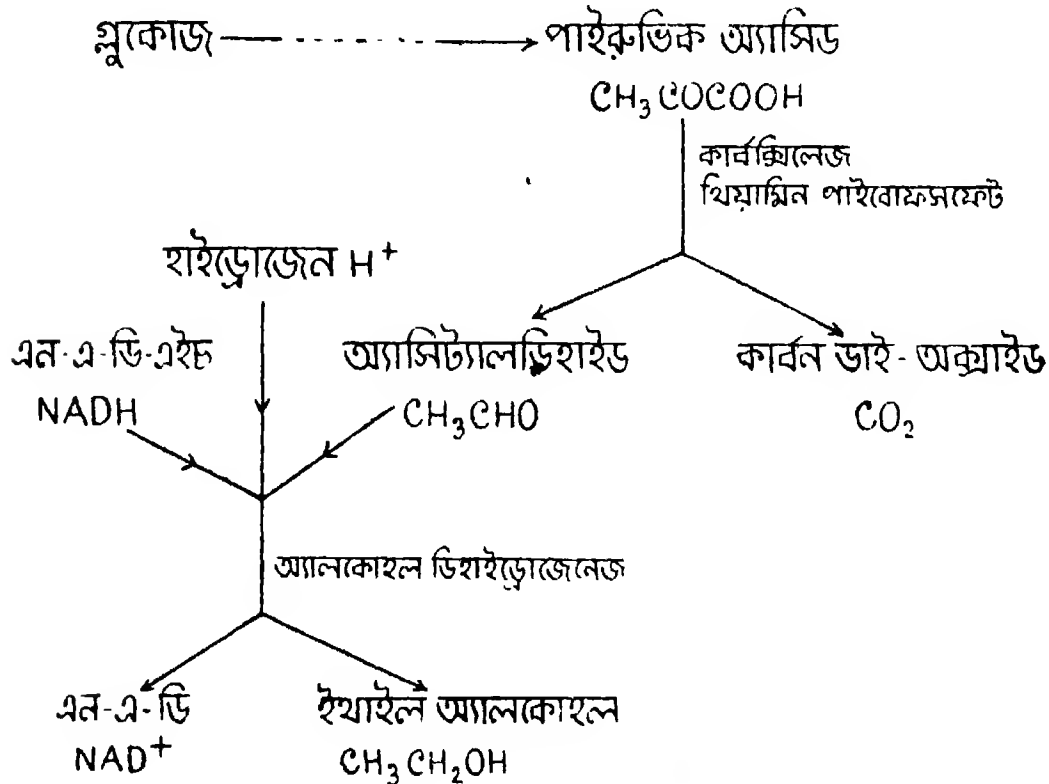 গ্লুকোজ পাইরুভিক অ্যাসিড
CH₃COCOOH
কার্বক্সিলেজ
থিয়ামিন পাইবোফসফেট
হাইড্রোজেন H⁺
এন-এ-ডি-এইচ অ্যাসিট্যালডিহাইড কার্বন ডাই-অক্সাইড
NADH CH₃CHO CO₂
অ্যালকোহল ডিহাইড্রোজেনেজ
এন-এ-ডি ইথাইল অ্যালকোহল
NAD⁺ CH₃CH₂OH